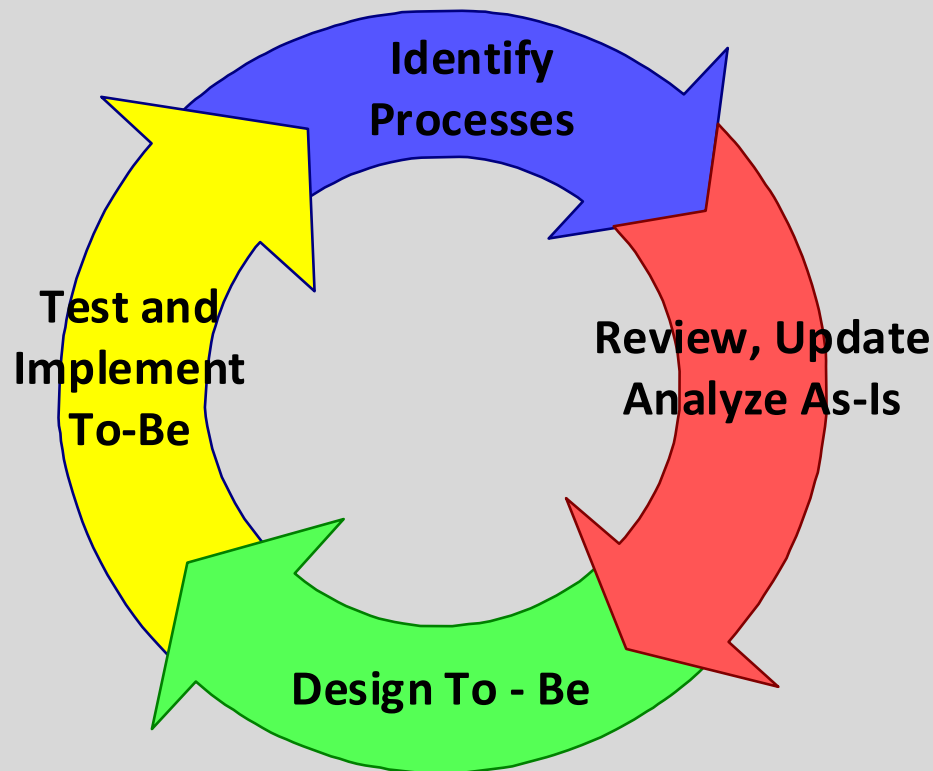 Identify
Processes
Review, Update
Analyze As-Is
Design To - Be
Test and
Implement
To-Be